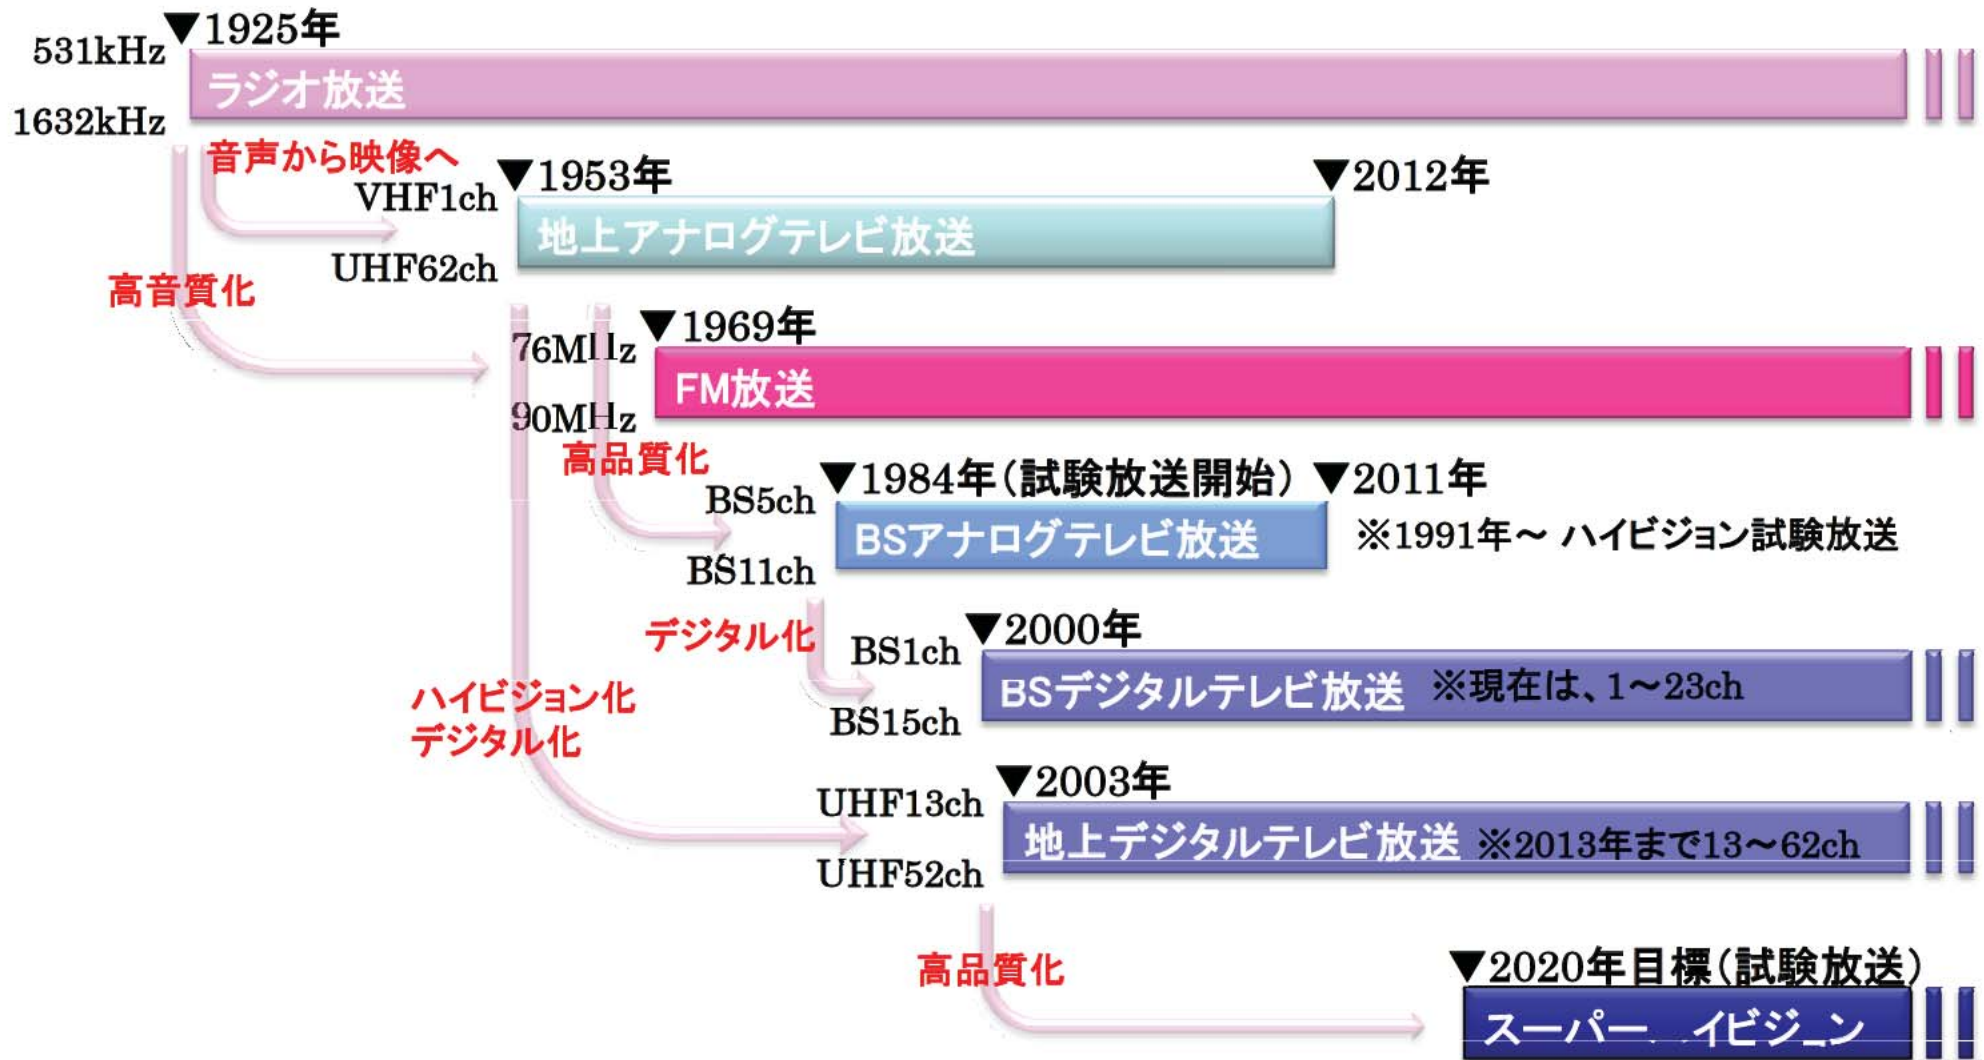 ▼1925年
531kHz
ラジオ放送
1632kHz
音声から映像へ
▼1953年
▼2012年
VHF1ch
地上アナログテレビ放送
UHF62ch
高音質化
▼1969年
76MHz
FM放送
90MHz
高品質化
▼1984年(試験放送開始)
▼2011年
BS5ch
BSアナログテレビ放送
※1991年～ ハイビジョン試験放送
BS11ch
デジタル化
▼2000年
BS1ch
BSデジタルテレビ放送 ※現在は、1～23ch
BS15ch
ハイビジョン化
デジタル化
▼2003年
UHF13ch
地上デジタルテレビ放送 ※2013年まで13～62ch
UHF52ch
高品質化
▼2020年目標(試験放送)